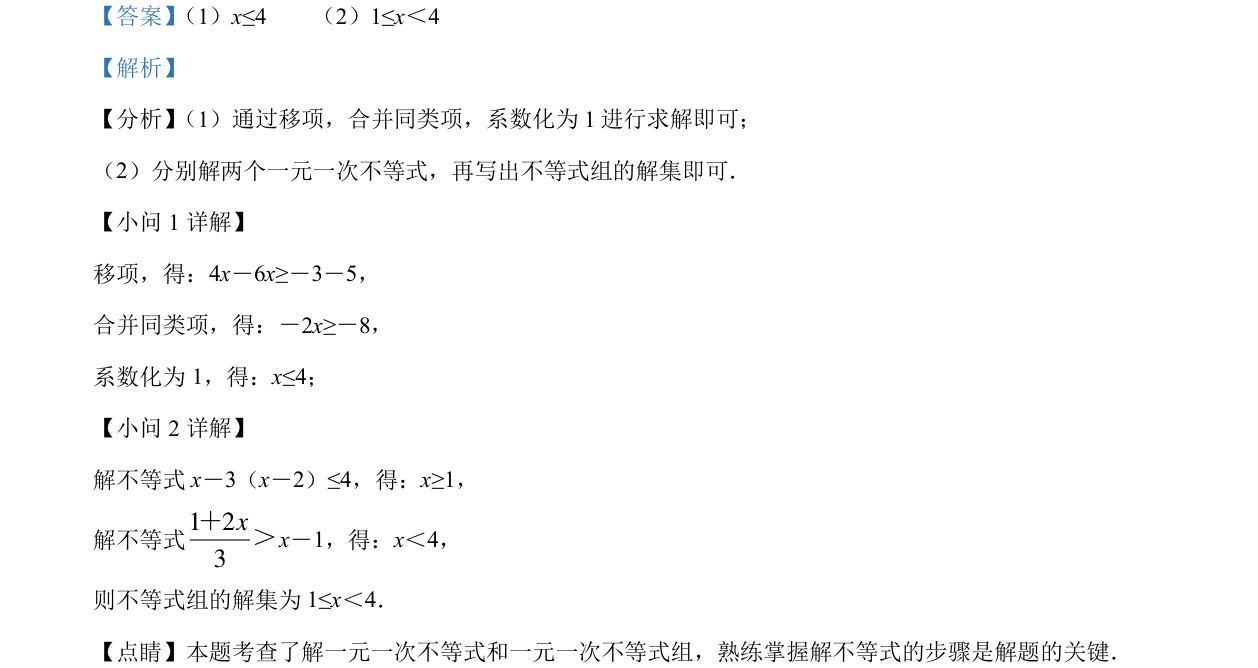 【答案】（1）x≤4　　（2）1≤x＜4
【解析】
【分析】（1）通过移项，合并同类项，系数化为 1 进行求解即可；
（2）分别解两个一元一次不等式，再写出不等式组的解集即可．
【小问 1 详解】
移项，得：4x－6x≥－3－5，
合并同类项，得：－2x≥－8，
系数化为 1，得：x≤4；
【小问 2 详解】
解不等式 x－3（x－2）≤4，得：x≥1，
解不等式 \frac{1+2x}{3}＞x－1，得：x＜4，
则不等式组的解集为 1≤x＜4．
【点睛】本题考查了解一元一次不等式和一元一次不等式组，熟练掌握解不等式的步骤是解题的关键．